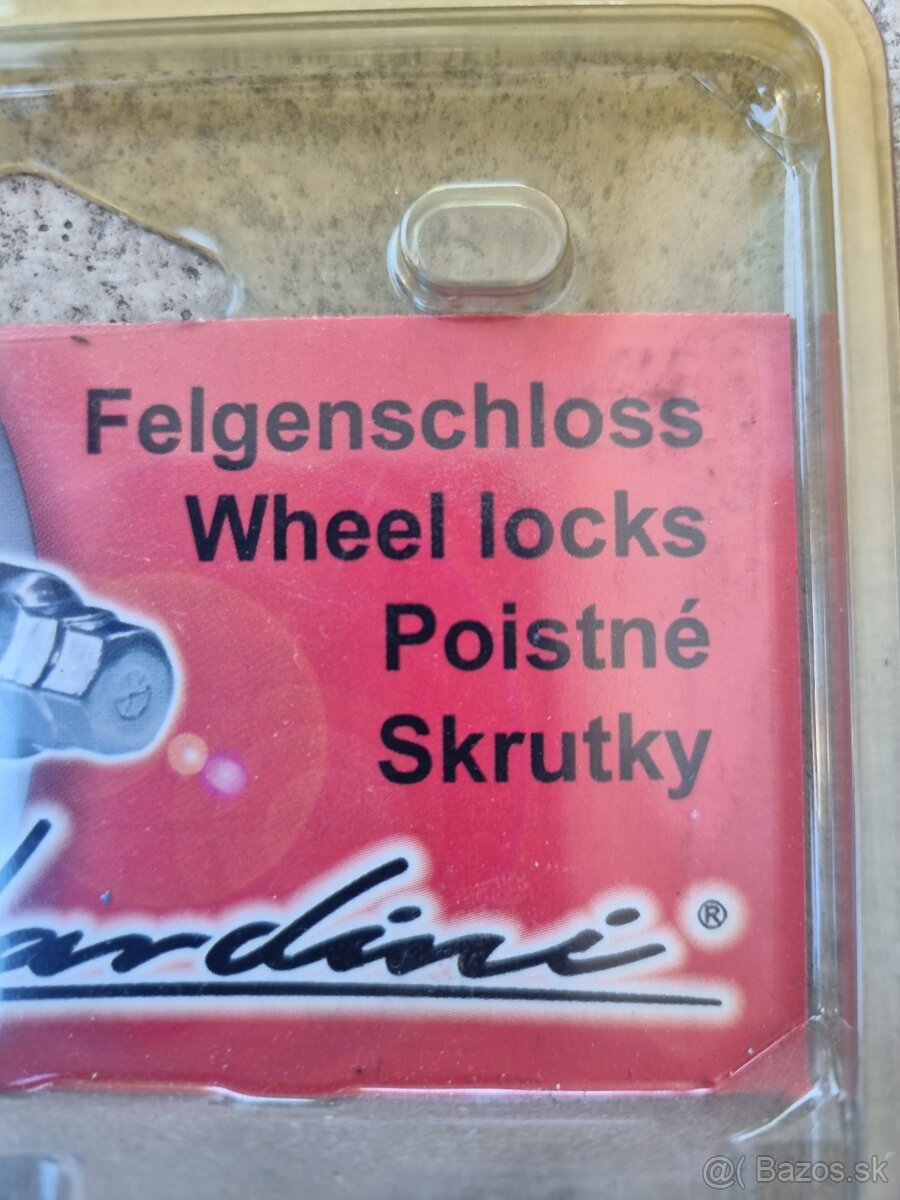 Felgenschloss
Wheel locks
Poistné
Skrutky
®
@( Bazos.sk